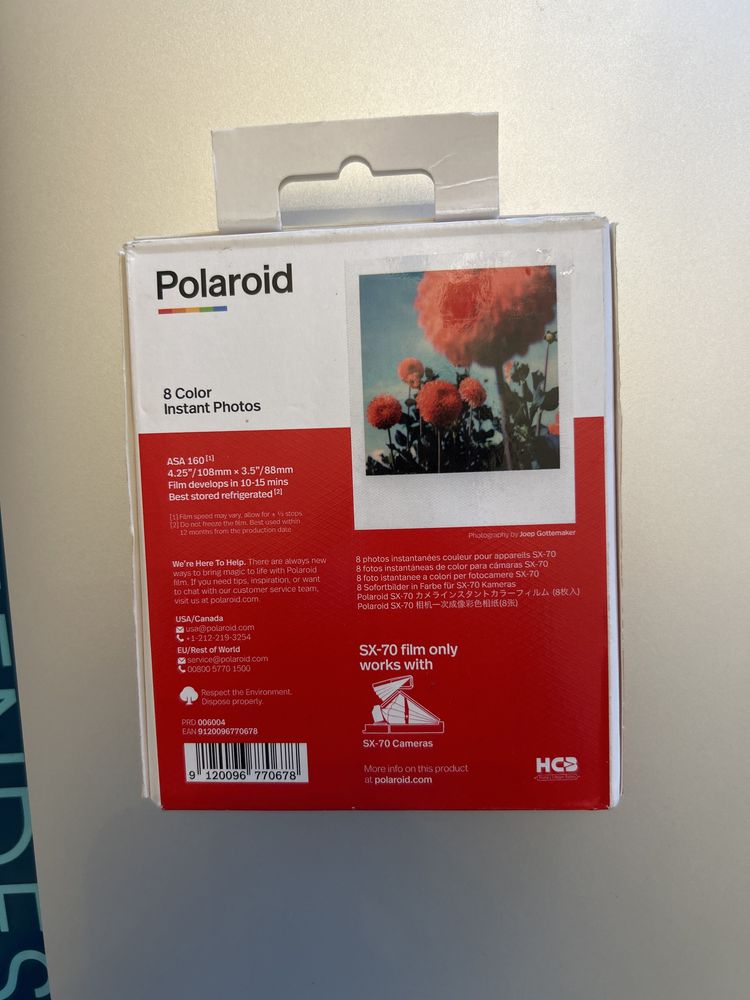 Polaroid
8 Color
Instant Photos
ASA 160 [1]
4.25"/108mm × 3.5"/88mm
Film develops in 10-15 mins
Best stored refrigerated [2]
[1] Film speed may vary, allow for ± ⅓ stops
[2] Do not freeze the film. Best used within
12 months from the production date
We're Here To Help. There are always new
ways to bring magic to life with Polaroid
film. If you need tips, inspiration, or want
to chat with our customer service team,
visit us at polaroid.com.
USA/Canada
usa@polaroid.com
+1-212-219-3254
EU/Rest of World
service@polaroid.com
00800 5770 1500
Respect the Environment.
Dispose properly.
PRD 006004
EAN 9120096770678
9 120096 770678
Photography by Joep Gottemaker
8 photos instantanées couleur pour appareils SX-70
8 fotos instantáneas de color para cámaras SX-70
8 foto istantanee a colori per fotocamere SX-70
8 Sofortbilder in Farbe für SX-70 Kameras
Polaroid SX-70 カメラインスタントカラーフィルム (8枚入)
Polaroid SX-70 相机一次成像彩色相纸(8张)
SX-70 film only
works with
SX-70 Cameras
More info on this product
at polaroid.com
HCB
ENDES